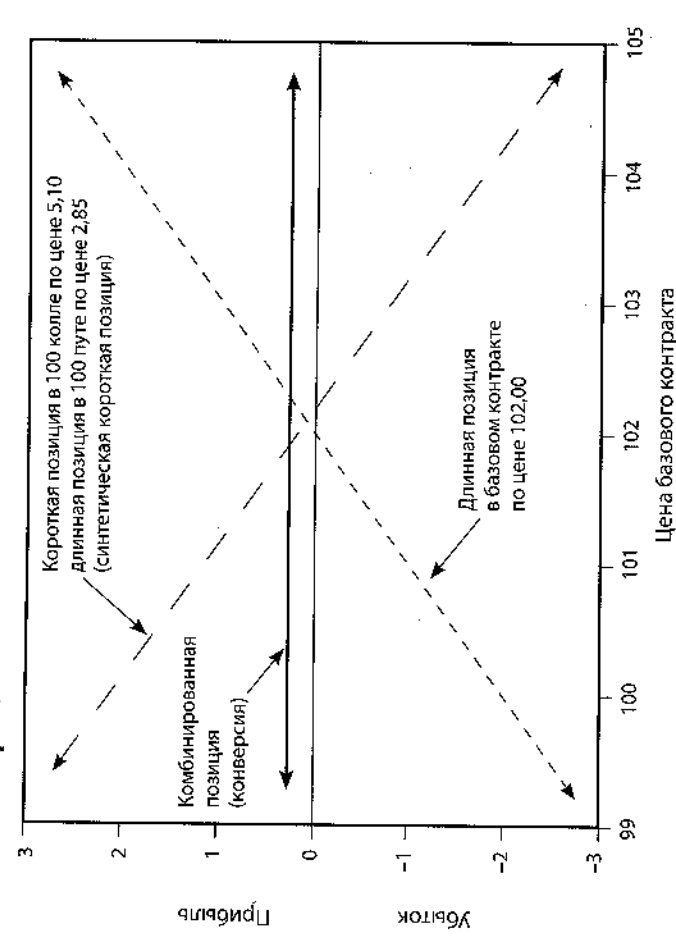 Короткая позиция в 100 колле по цене 5,10
длинная позиция в 100 путе по цене 2,85
(синтетическая короткая позиция)
Комбинированная
позиция
(конверсия)
Длинная позиция
в базовом контракте
по цене 102,00
Прибыль
Убыток
3
2
1
0
-1
-2
-3
99
100
101
102
103
104
105
Цена базового контракта